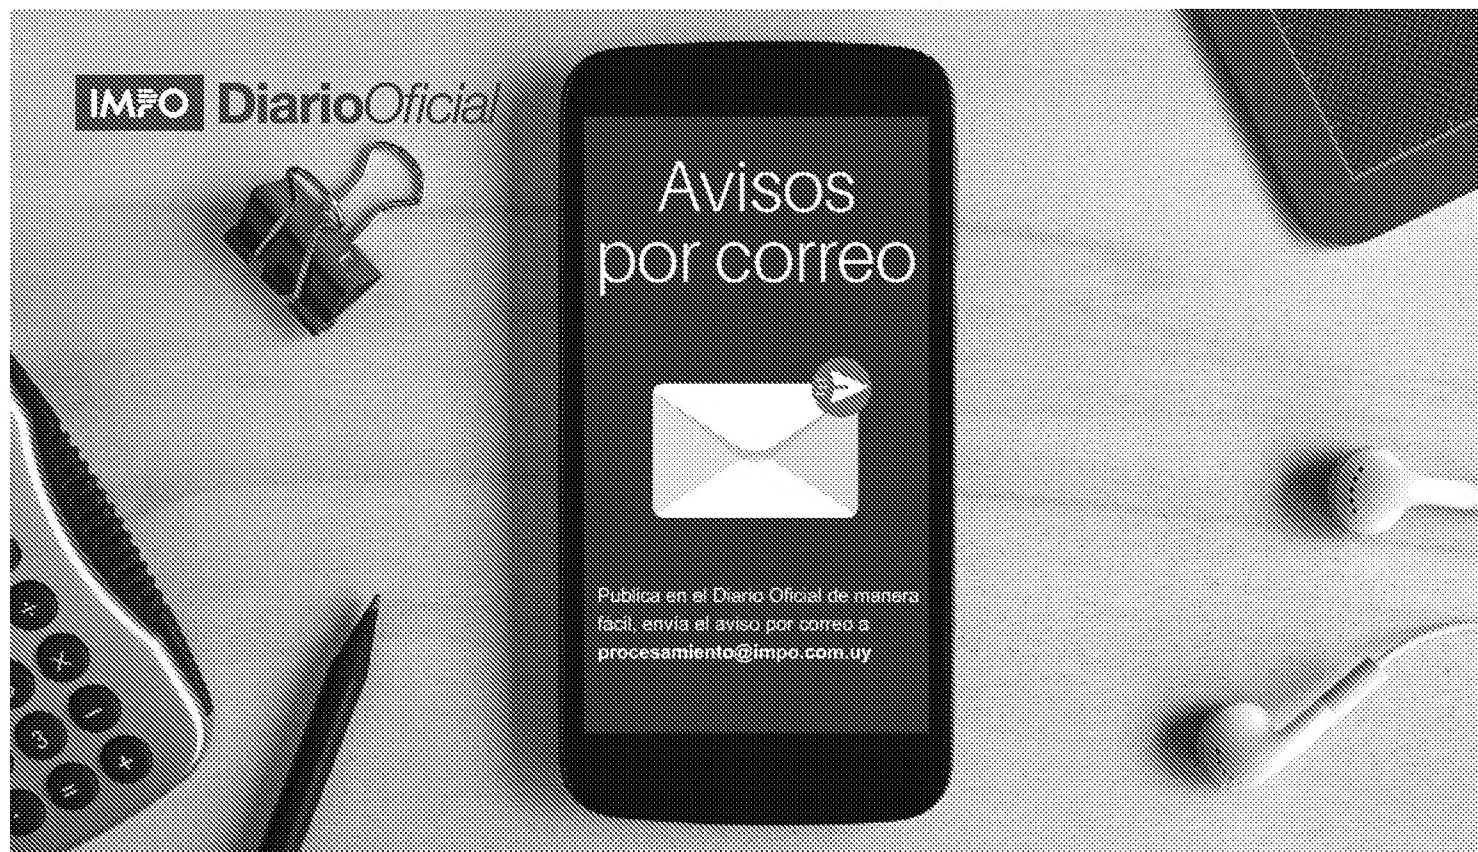 IMPO DiarioOficial
Avisos
por correo
Publica en el Diario Oficial de manera
fácil, envía el aviso por correo a
procesamiento@impo.com.uy